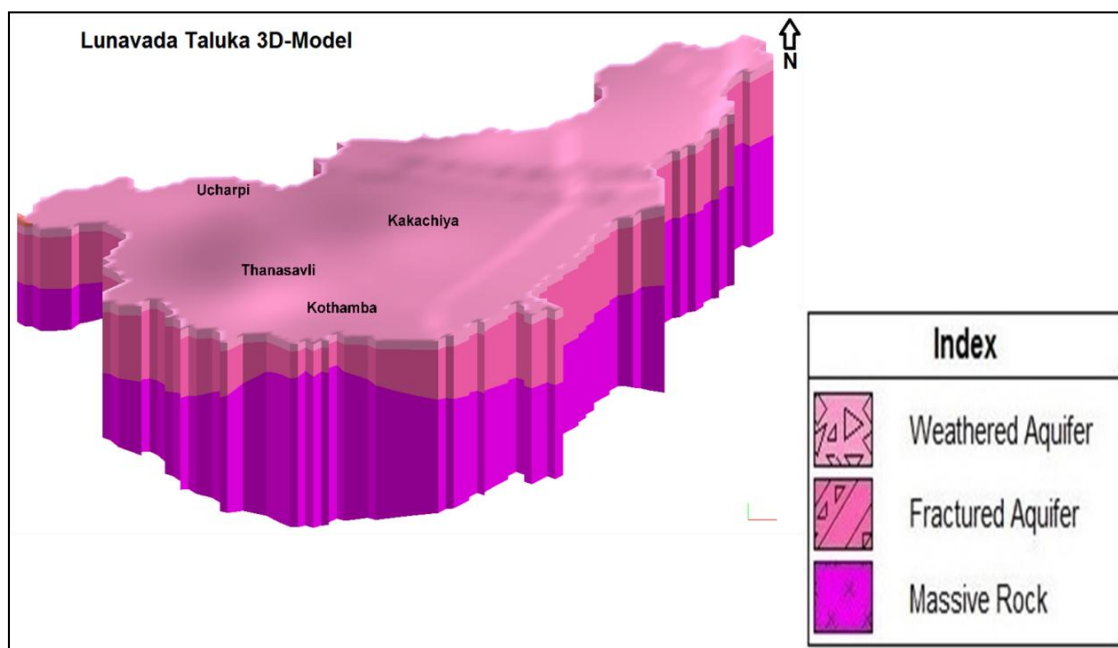 Lunavada Taluka 3D-Model
N
Ucharpi
Kakachiya
Thanasavli
Kothamba
Index
Weathered Aquifer
Fractured Aquifer
Massive Rock